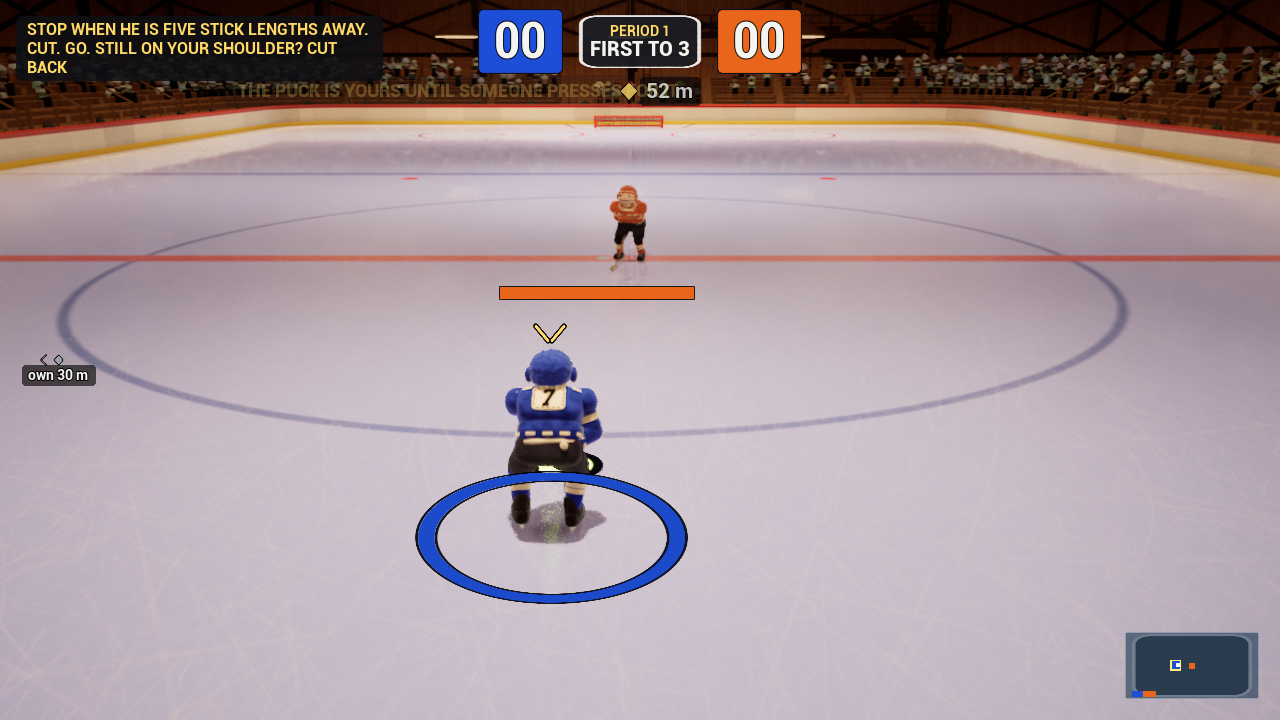 STOP WHEN HE IS FIVE STICK LENGTHS AWAY.
CUT. GO. STILL ON YOUR SHOULDER? CUT
BACK
00
PERIOD 1
FIRST TO 3
00
THE PUCK IS YOURS UNTIL SOMEONE PRESSES
52 m
own 30 m
7